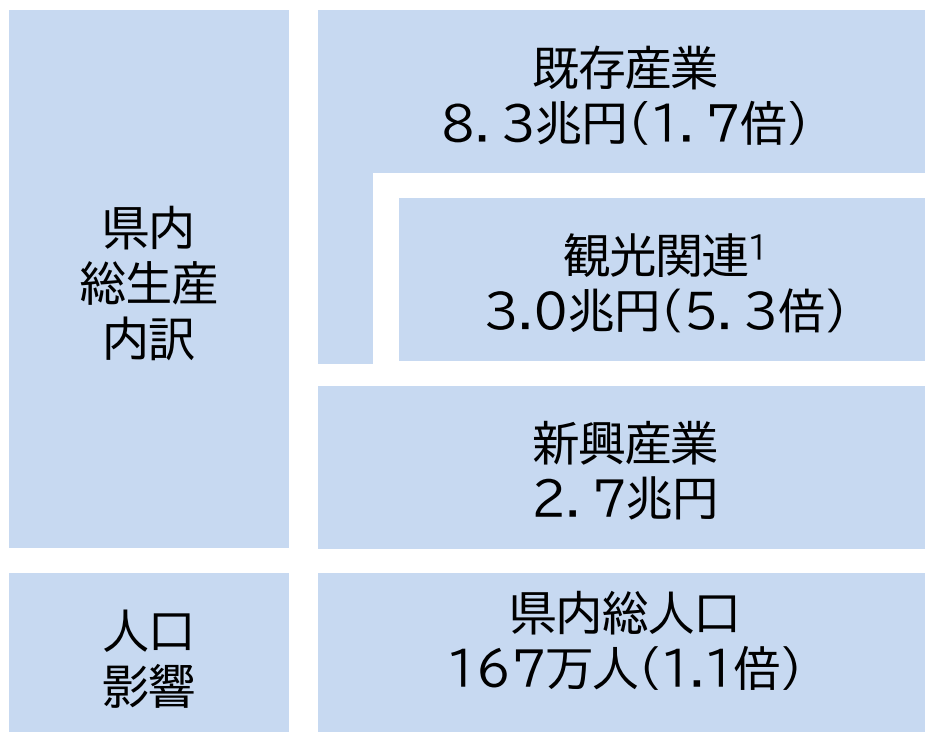 県内
総生産
内訳
既存産業
８．３兆円（１．７倍）
観光関連¹
３.０兆円（５．３倍）
新興産業
２．７兆円
人口
影響
県内総人口
１６７万人（１.１倍）